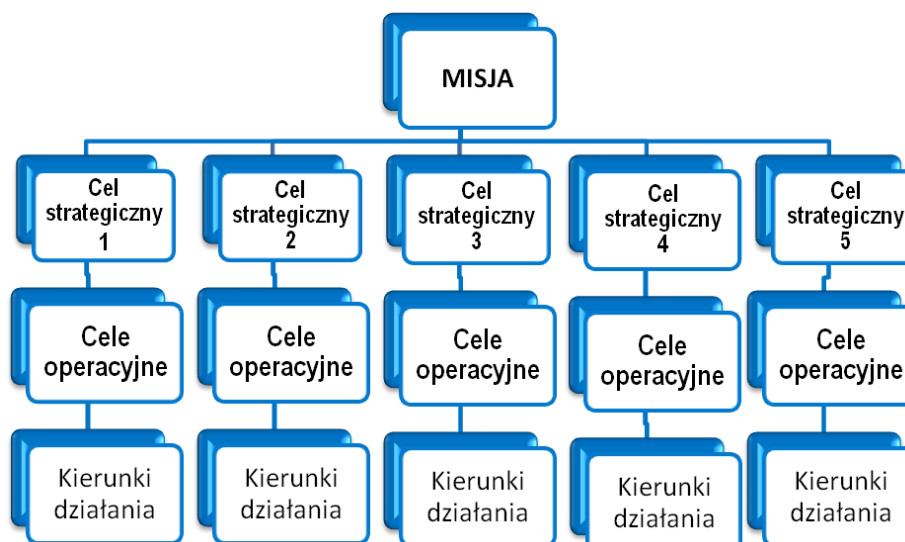 MISJA
Cel
strategiczny
1
Cel
strategiczny
2
Cel
strategiczny
3
Cel
strategiczny
4
Cel
strategiczny
5
Cele
operacyjne
Cele
operacyjne
Cele
operacyjne
Cele
operacyjne
Cele
operacyjne
Kierunki
działania
Kierunki
działania
Kierunki
działania
Kierunki
działania
Kierunki
działania